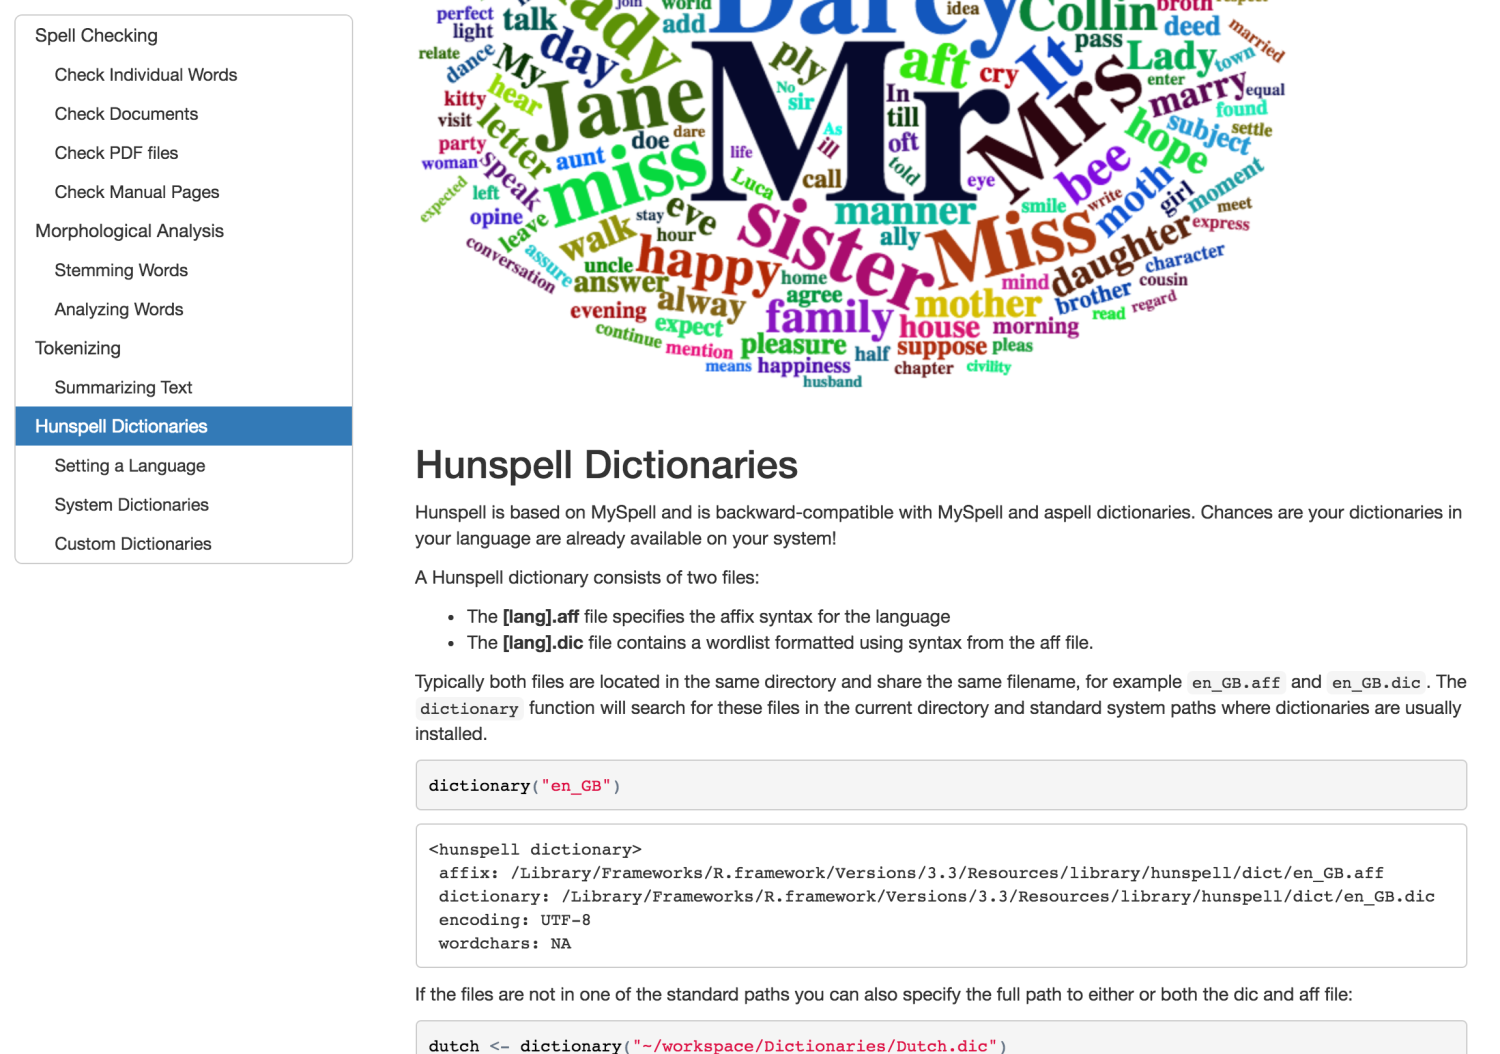 Spell Checking
Check Individual Words
Check Documents
Check PDF files
Check Manual Pages
Morphological Analysis
Stemming Words
Analyzing Words
Tokenizing
Summarizing Text
Hunspell Dictionaries
Setting a Language
System Dictionaries
Custom Dictionaries
join
world
idea
broth
perfect
talk
add
Darcy
Collin
deed
light
lady
day
pass
married
relate
dance
My
ply
aft
cry
It
Lady
town
kitty
hear
Jane
Mr
Mrs
No
sir
In
till
enter
marry
equal
visit
letter
doe
dare
As
ill
oft
found
hope
subject
settle
party
speak
aunt
miss
life
Luca
call
told
eye
bee
woman
left
moth
girl
moment
expected
opine
leave
walk
stay
eve
hour
sister
manner
ally
Miss
smile
write
meet
express
conversation
assure
uncle
happy
home
mind
daughter
character
answer
agree
mother
brother
cousin
evening
alway
family
house
morning
read
regard
continue
expect
mention
pleasure
half
suppose
pleas
means
happiness
chapter
civility
husband
Hunspell Dictionaries
Hunspell is based on MySpell and is backward-compatible with MySpell and aspell dictionaries. Chances are your dictionaries in
your language are already available on your system!
A Hunspell dictionary consists of two files:
• The [lang].aff file specifies the affix syntax for the language
• The [lang].dic file contains a wordlist formatted using syntax from the aff file.
Typically both files are located in the same directory and share the same filename, for example en_GB.aff and en_GB.dic. The
dictionary function will search for these files in the current directory and standard system paths where dictionaries are usually
installed.
dictionary("en_GB")
<hunspell dictionary>
affix: /Library/Frameworks/R.framework/Versions/3.3/Resources/library/hunspell/dict/en_GB.aff
dictionary: /Library/Frameworks/R.framework/Versions/3.3/Resources/library/hunspell/dict/en_GB.dic
encoding: UTF-8
wordchars: NA
If the files are not in one of the standard paths you can also specify the full path to either or both the dic and aff file:
dutch <- dictionary("~/workspace/Dictionaries/Dutch.dic")